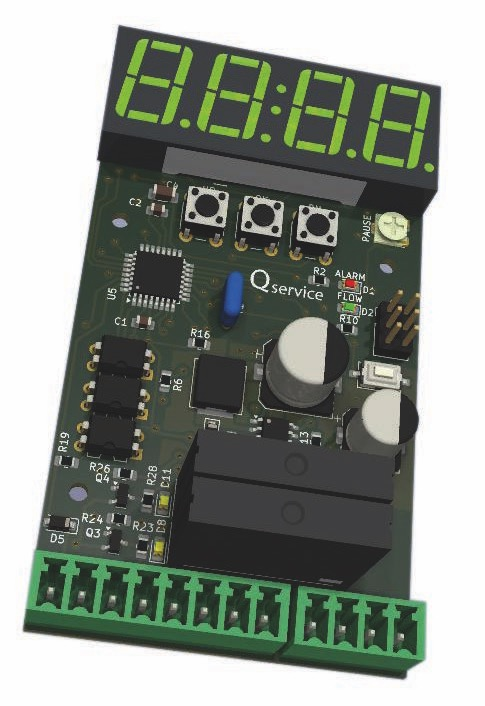 C2
PAUSE
R2
ALARM
D1
Qservice
FLOW
D2
U5
R10
C1
R16
R6
13
R19
R26
Q4
R28
C11
R24
R23
Q3
D5